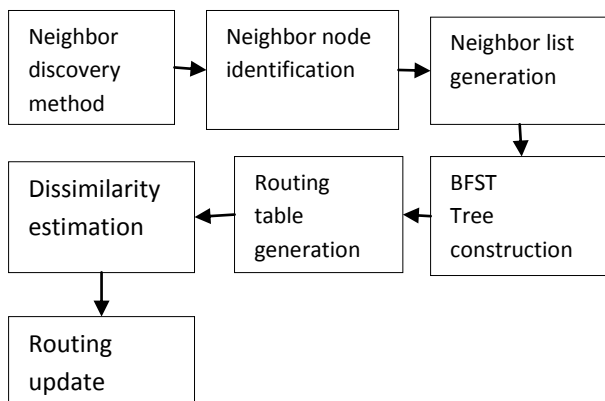 Neighbor
discovery
method
Neighbor node
identification
Neighbor list
generation
BFST
Tree
construction
Routing
table
generation
Dissimilarity
estimation
Routing
update